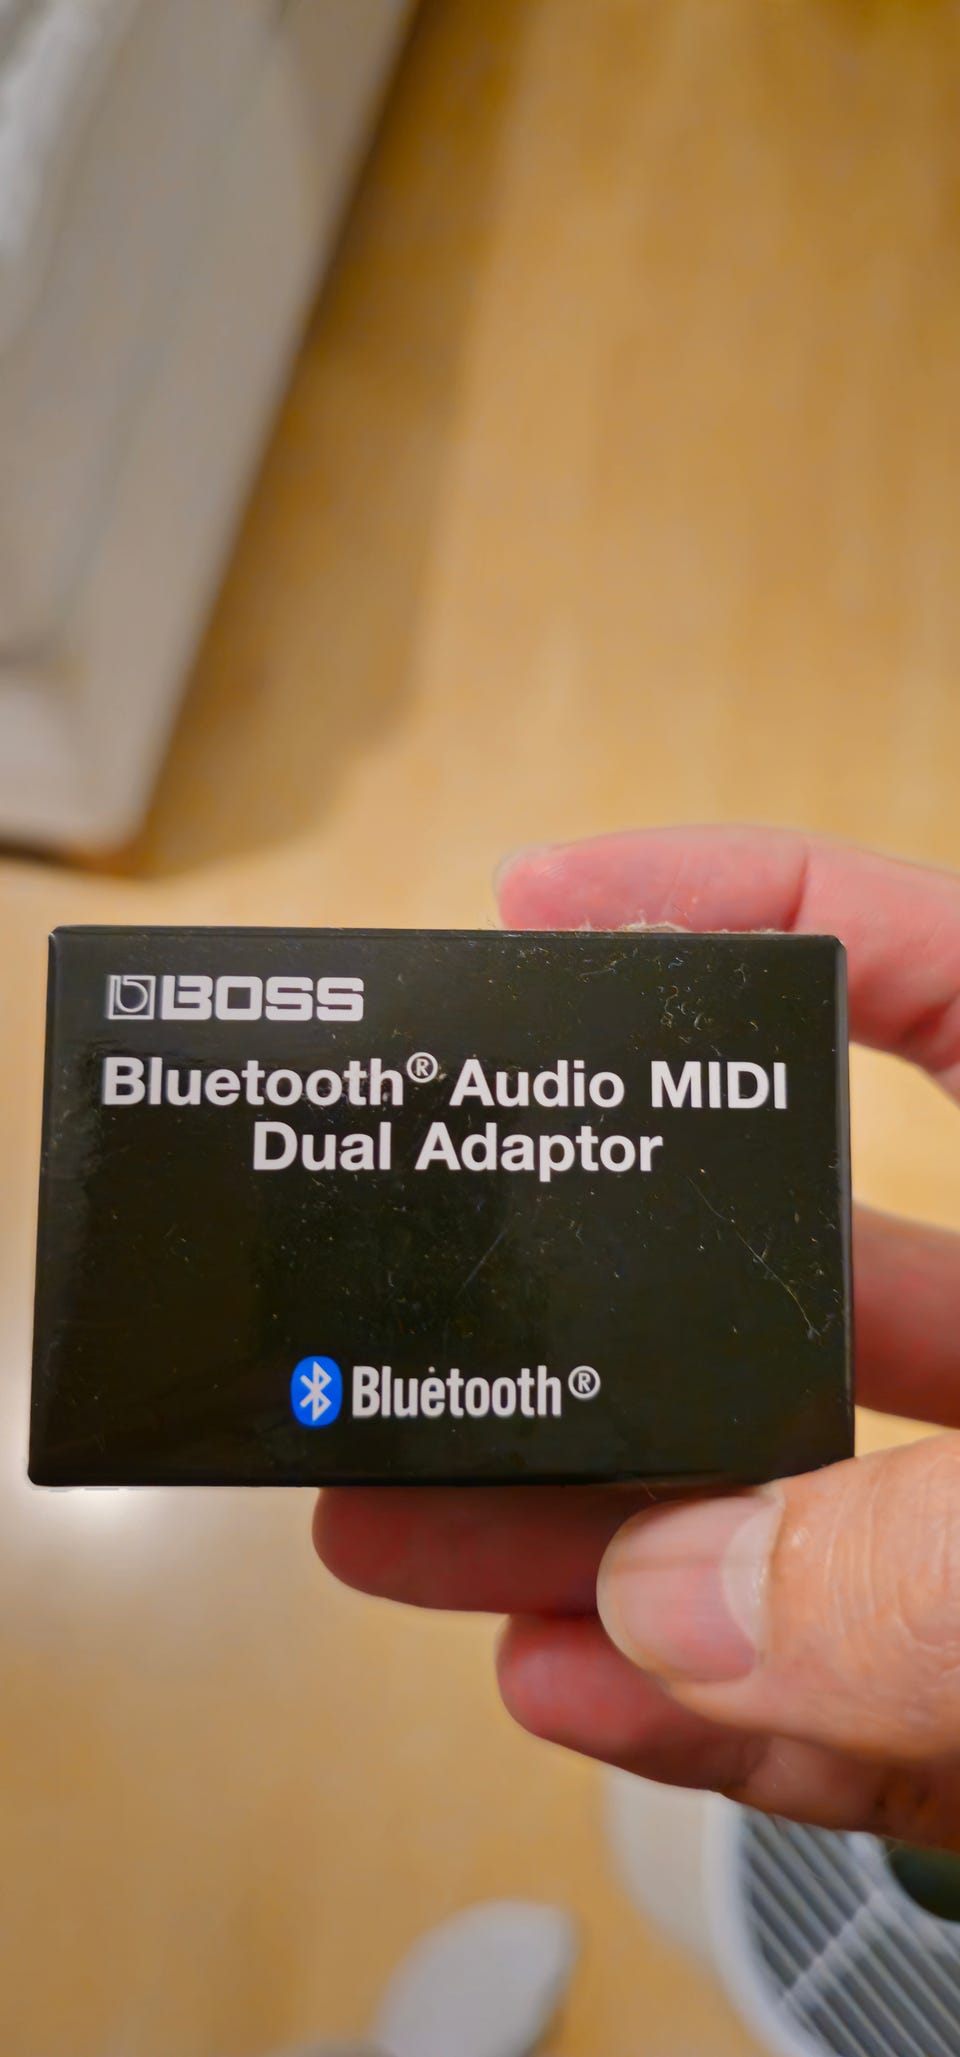 BOSS
Bluetooth® Audio MIDI
Dual Adaptor
Bluetooth®